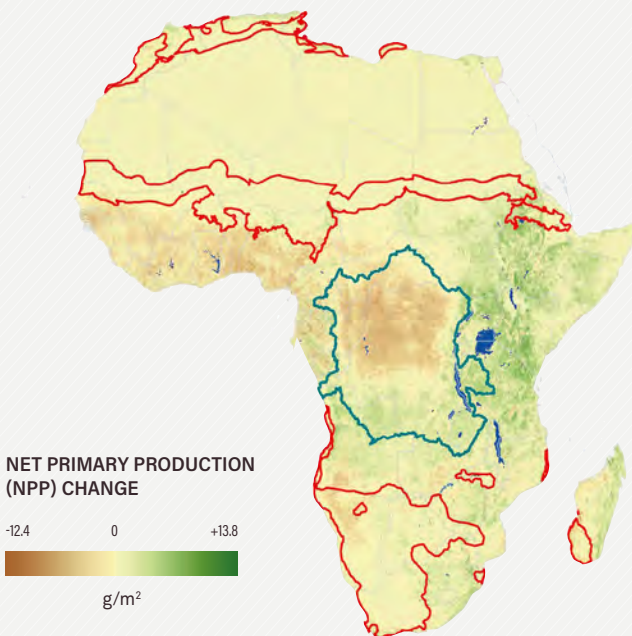 NET PRIMARY PRODUCTION
(NPP) CHANGE
-12.4 0 +13.8
g/m²